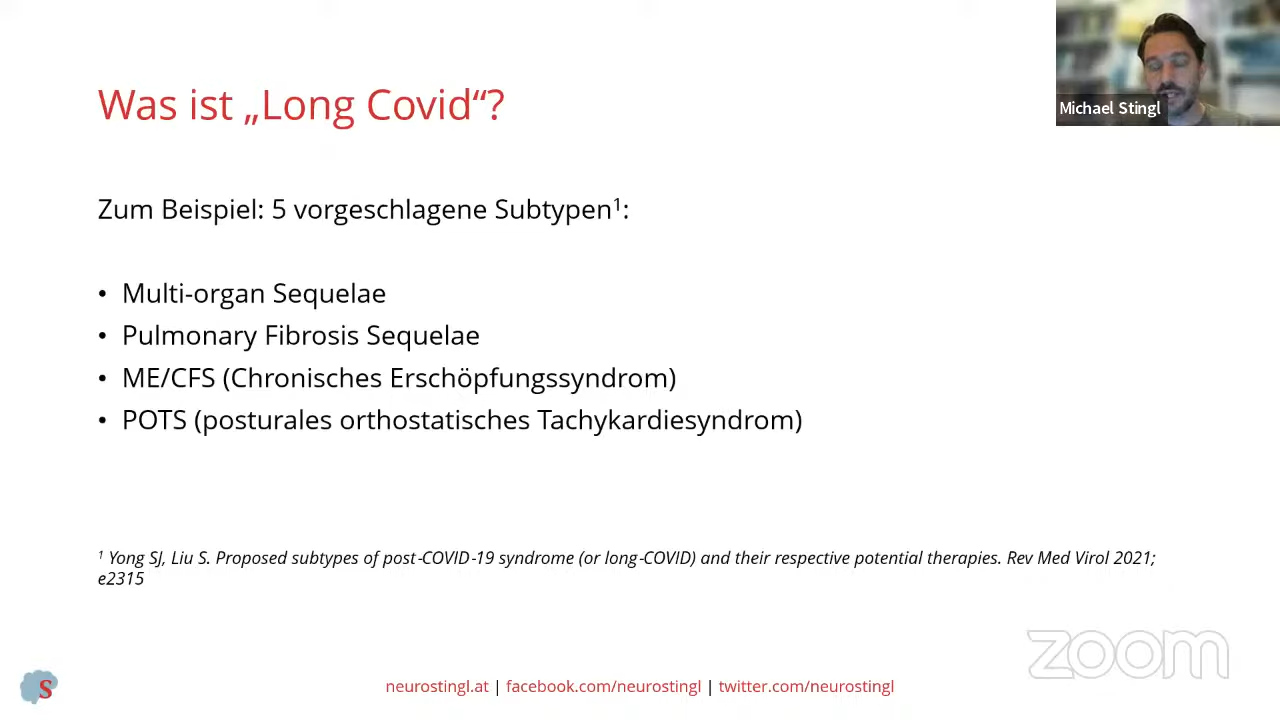 Was ist „Long Covid“?
Michael Stingl
Zum Beispiel: 5 vorgeschlagene Subtypen¹:
• Multi-organ Sequelae
• Pulmonary Fibrosis Sequelae
• ME/CFS (Chronisches Erschöpfungssyndrom)
• POTS (posturales orthostatisches Tachykardiesyndrom)
¹ Yong SJ, Liu S. Proposed subtypes of post-COVID-19 syndrome (or long-COVID) and their respective potential therapies. Rev Med Virol 2021;
e2315
zoom
S
neurostingl.at | facebook.com/neurostingl | twitter.com/neurostingl